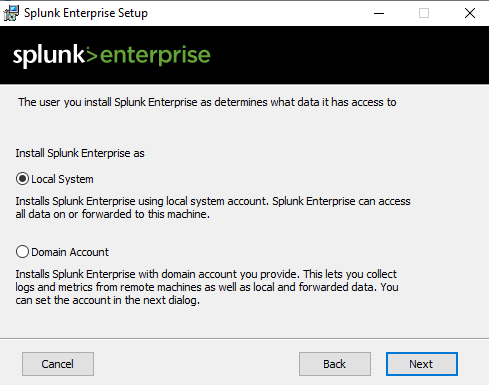 Splunk Enterprise Setup
splunk>enterprise
The user you install Splunk Enterprise as determines what data it has access to
Install Splunk Enterprise as
Local System
Installs Splunk Enterprise using local system account. Splunk Enterprise can access
all data on or forwarded to this machine.
Domain Account
Installs Splunk Enterprise with domain account you provide. This lets you collect
logs and metrics from remote machines as well as local and forwarded data. You
can set the account in the next dialog.
Cancel
Back
Next